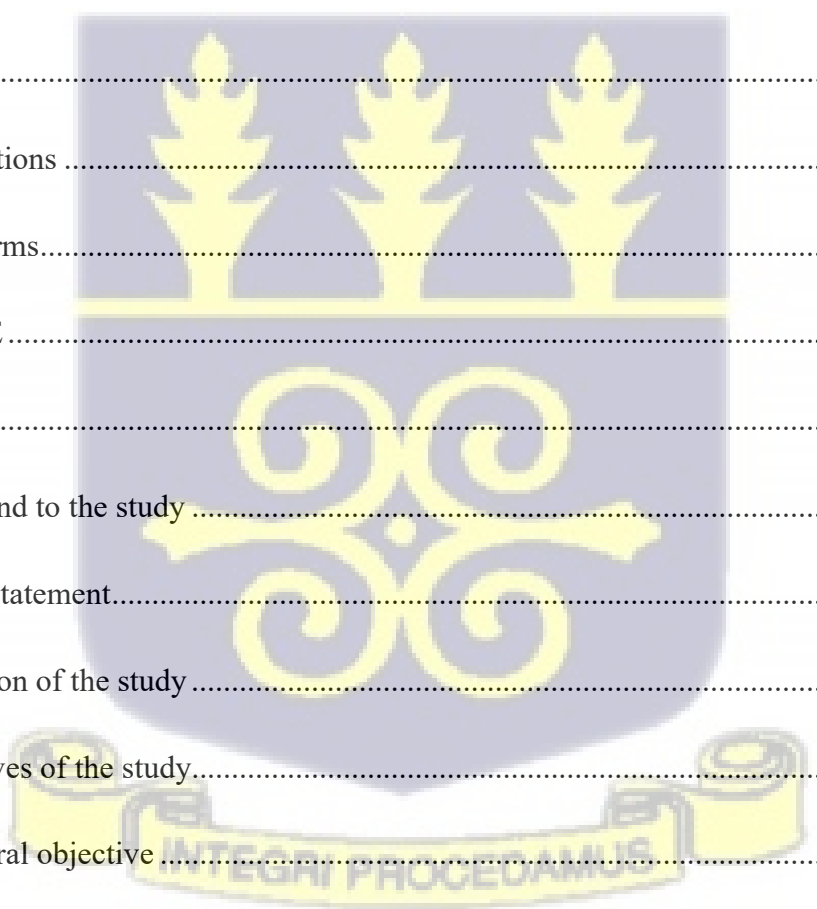 ................................................................
tions ................................................................
rms................................................................
................................................................
................................................................
nd to the study ................................................................
tatement................................................................
on of the study ................................................................
ves of the study................................................................
ral objective ................................................................
INTEGRI PROCEDAMUS